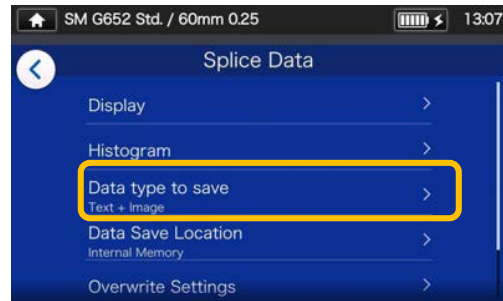 SM G652 Std. / 60mm 0.25
13:07
Splice Data
Display
Histogram
Data type to save
Text + Image
Data Save Location
Internal Memory
Overwrite Settings